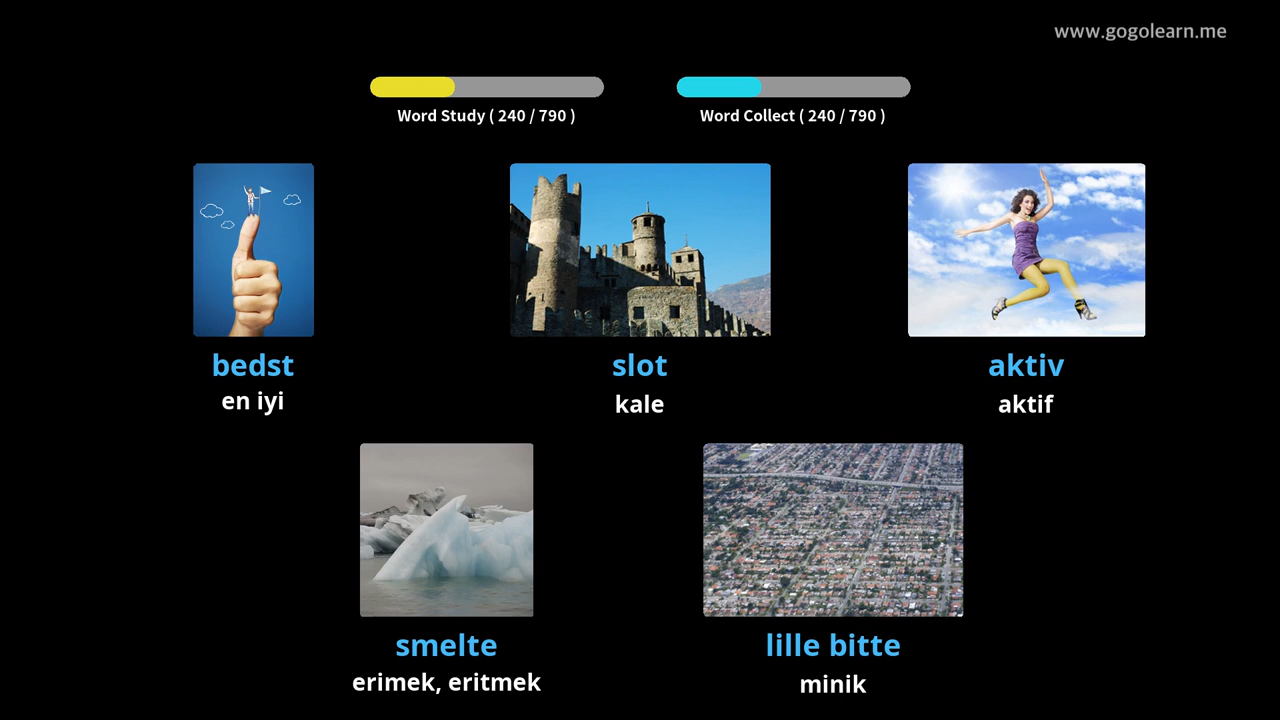 www.gogolearn.me
Word Study ( 240 / 790 )
Word Collect ( 240 / 790 )
bedst
en iyi
slot
kale
aktiv
aktif
smelte
erimek, eritmek
lille bitte
minik